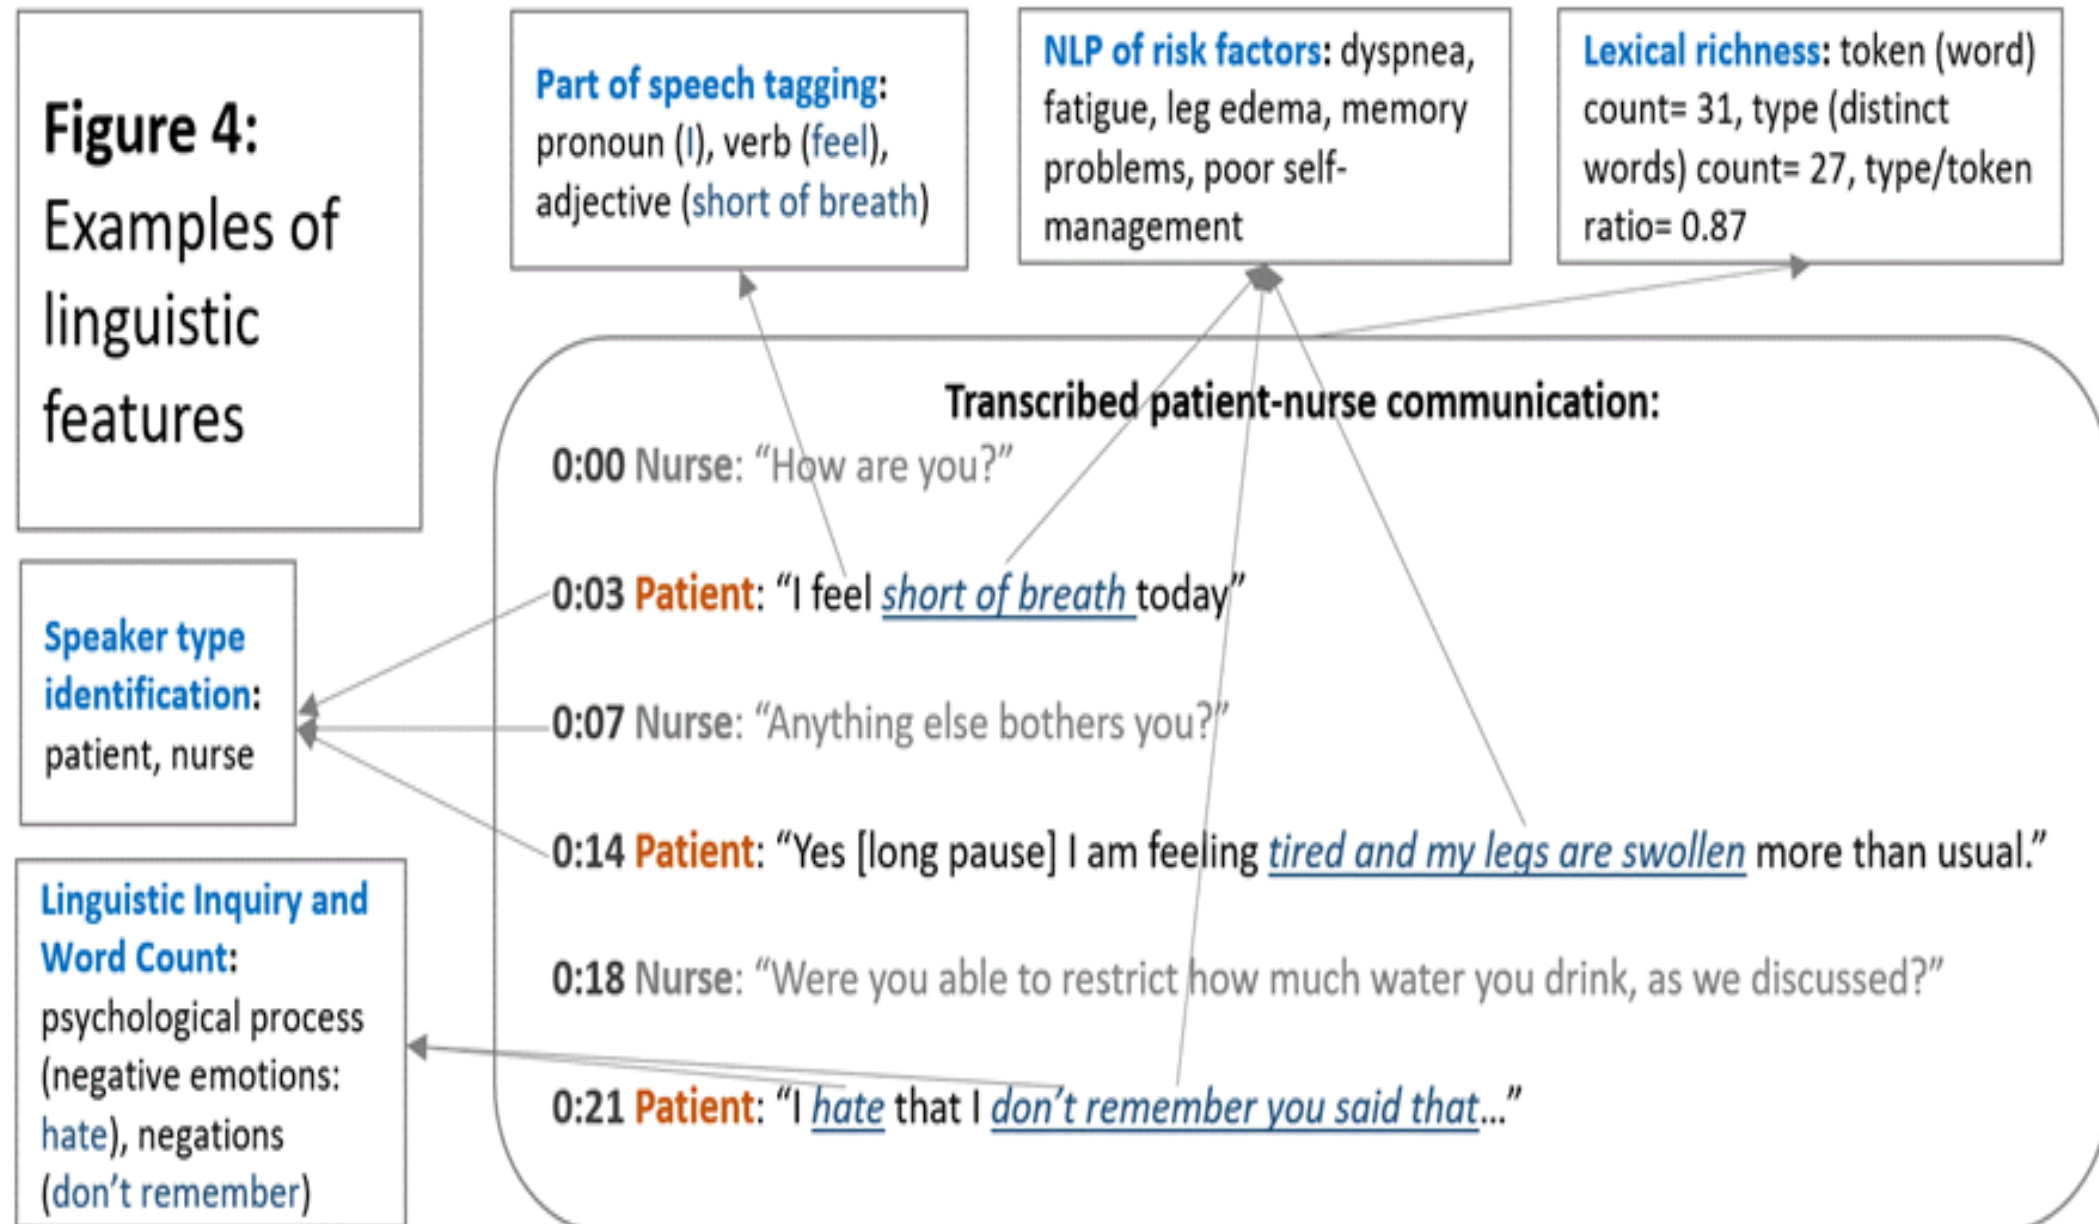 Figure 4:
Examples of
linguistic
features
Part of speech tagging:
pronoun (I), verb (feel),
adjective (short of breath)
NLP of risk factors: dyspnea,
fatigue, leg edema, memory
problems, poor self-
management
Lexical richness: token (word)
count= 31, type (distinct
words) count= 27, type/token
ratio= 0.87
Speaker type
identification:
patient, nurse
Linguistic Inquiry and
Word Count:
psychological process
(negative emotions:
hate), negations
(don’t remember)
Transcribed patient-nurse communication:
0:00 Nurse: “How are you?”
0:03 Patient: “I feel short of breath today”
0:07 Nurse: “Anything else bothers you?”
0:14 Patient: “Yes [long pause] I am feeling tired and my legs are swollen more than usual.”
0:18 Nurse: “Were you able to restrict how much water you drink, as we discussed?”
0:21 Patient: “I hate that I don’t remember you said that…”